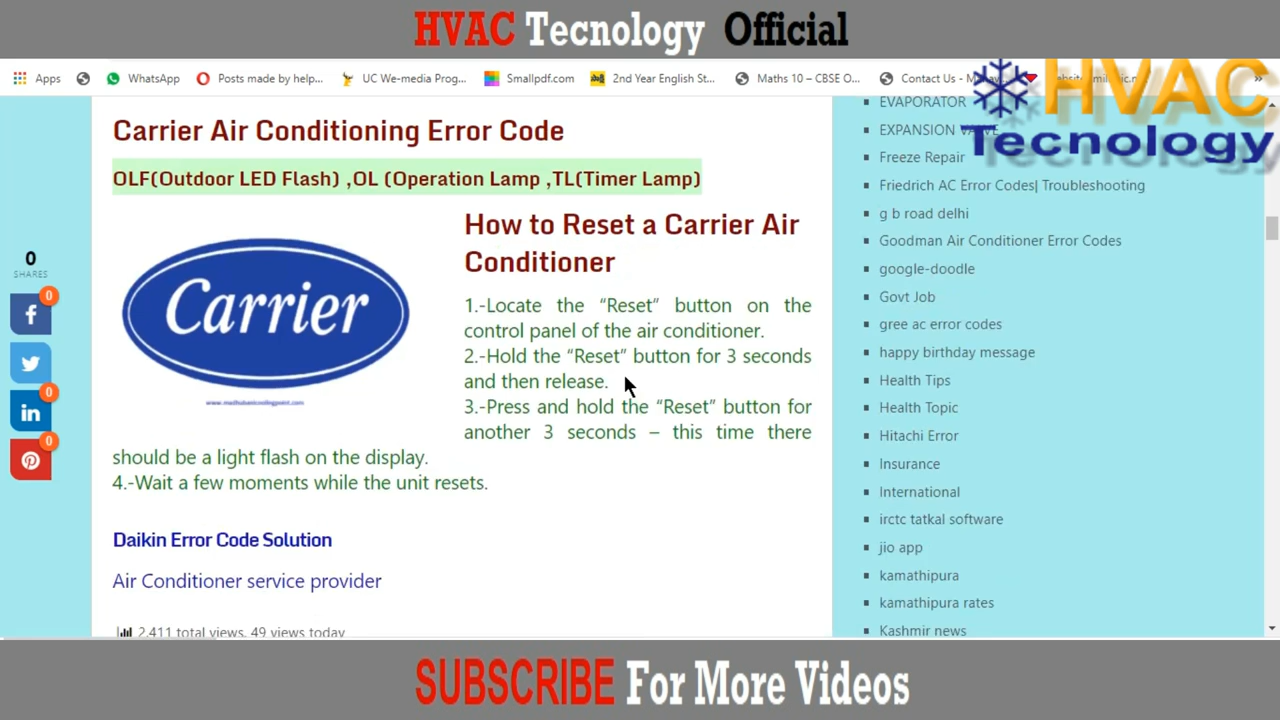 HVAC Tecnology Official
Apps
WhatsApp
Posts made by help...
UC We-media Prog...
Smallpdf.com
2nd Year English St...
Maths 10 – CBSE O...
Contact Us -
»
HVAC
Tecnology
Carrier Air Conditioning Error Code
OLF(Outdoor LED Flash) ,OL (Operation Lamp ,TL(Timer Lamp)
Carrier
www.madhubanicoolingpoint.com
How to Reset a Carrier Air
Conditioner
1.-Locate the “Reset” button on the
control panel of the air conditioner.
2.-Hold the “Reset” button for 3 seconds
and then release.
3.-Press and hold the “Reset” button for
another 3 seconds – this time there
should be a light flash on the display.
4.-Wait a few moments while the unit resets.
Daikin Error Code Solution
Air Conditioner service provider
2,411 total views, 49 views today
0
SHARES
0
0
0
EVAPORATOR
EXPANSION VALVE
Freeze Repair
Friedrich AC Error Codes| Troubleshooting
g b road delhi
Goodman Air Conditioner Error Codes
google-doodle
Govt Job
gree ac error codes
happy birthday message
Health Tips
Health Topic
Hitachi Error
Insurance
International
irctc tatkal software
jio app
kamathipura
kamathipura rates
Kashmir news
SUBSCRIBE For More Videos